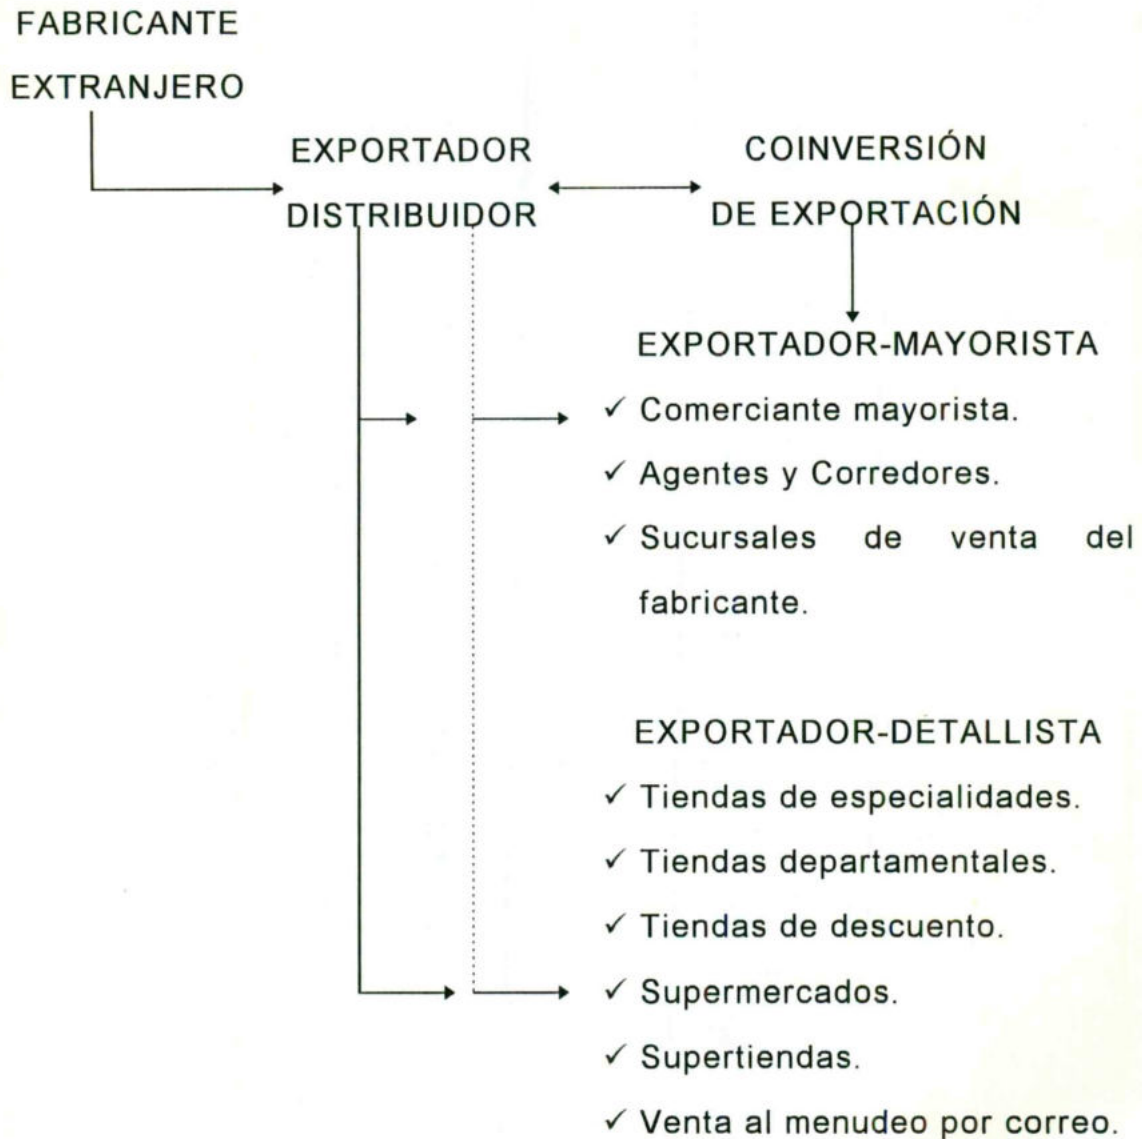 FABRICANTE
EXTRANJERO
EXPORTADOR
DISTRIBUIDOR
COINVERSIÓN
DE EXPORTACIÓN
EXPORTADOR-MAYORISTA
✓ Comerciante mayorista.
✓ Agentes y Corredores.
✓ Sucursales de venta del
fabricante.
EXPORTADOR-DETALLISTA
✓ Tiendas de especialidades.
✓ Tiendas departamentales.
✓ Tiendas de descuento.
✓ Supermercados.
✓ Supertiendas.
✓ Venta al menudeo por correo.